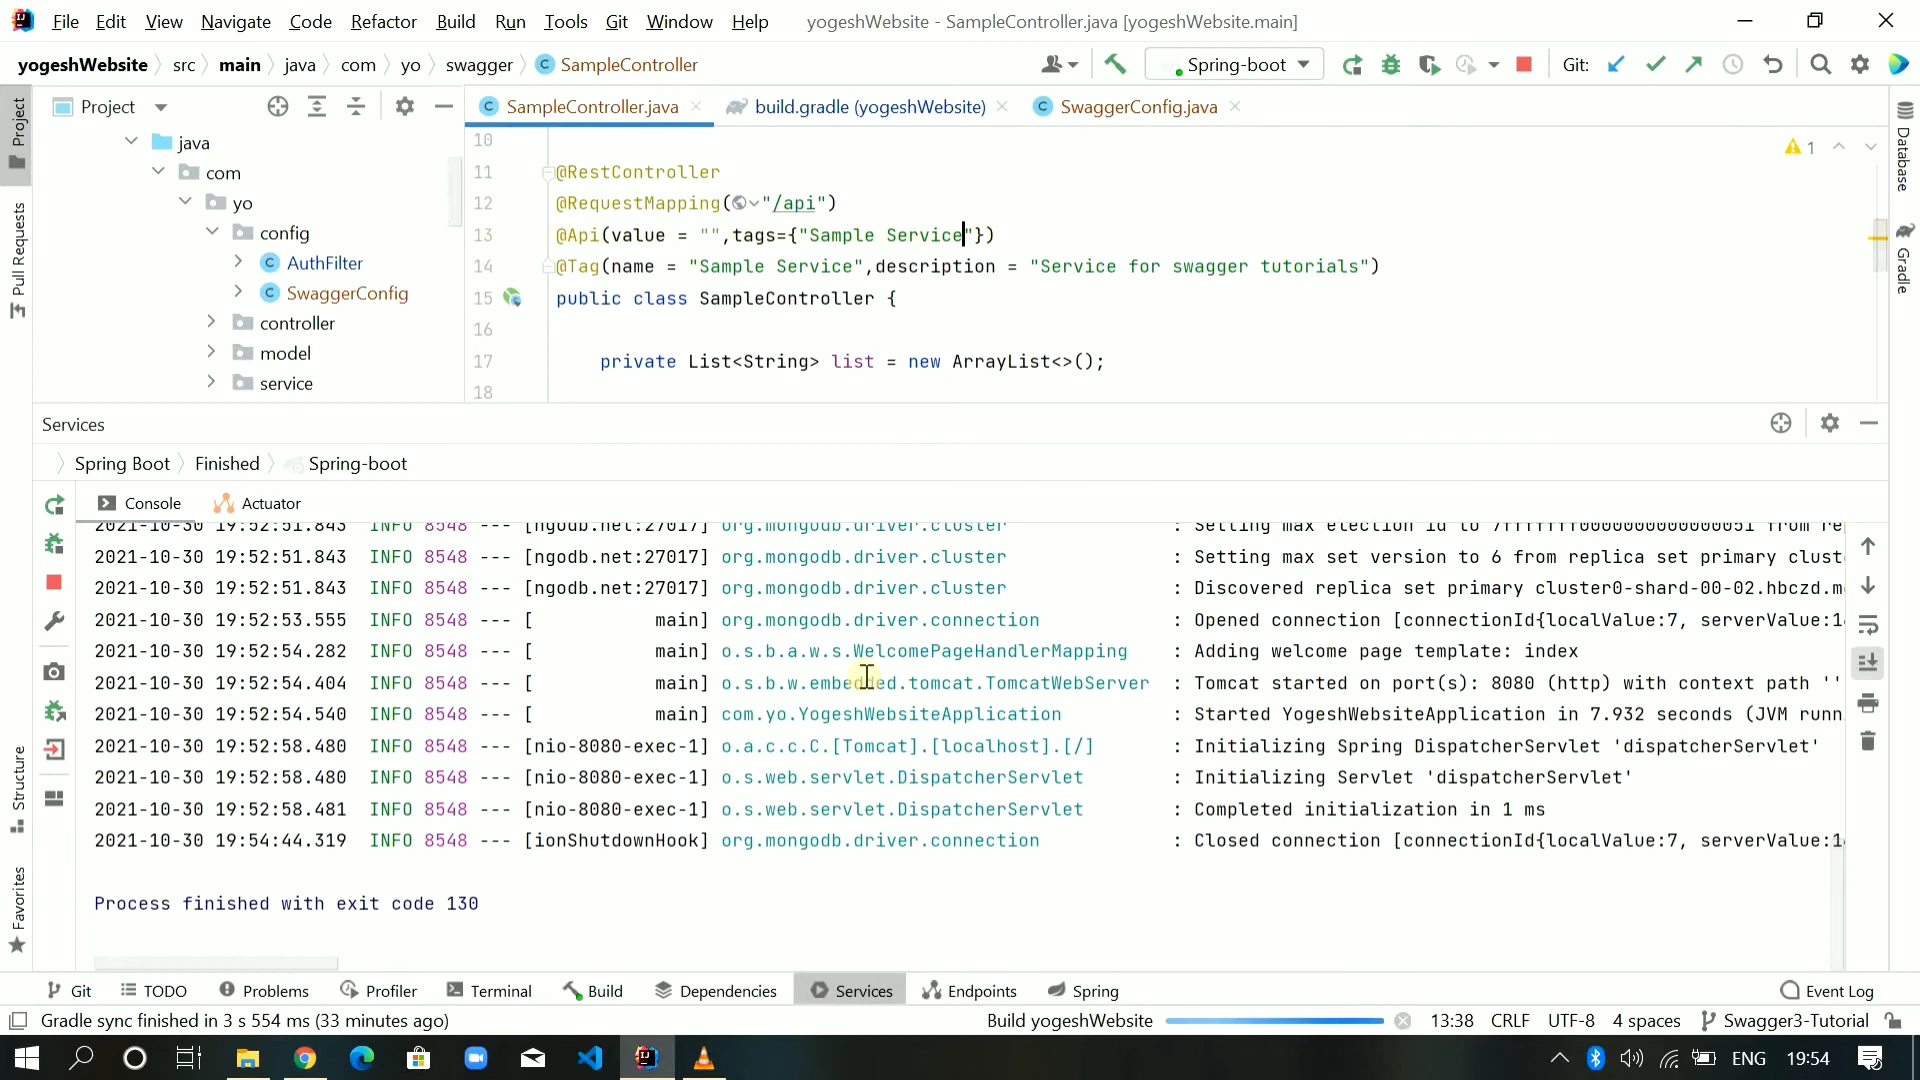 File Edit View Navigate Code Refactor Build Run Tools Git Window Help yogeshWebsite - SampleController.java [yogeshWebsite.main]
yogeshWebsite src main java com yo swagger C SampleController Spring-boot Git:
Project C SampleController.java build.gradle (yogeshWebsite) C SwaggerConfig.java
Project
Pull Requests
Structure
Favorites
java
com
yo
config
C AuthFilter
C SwaggerConfig
controller
model
service
10
11 @RestController
12 @RequestMapping("/api")
13 @Api(value = "",tags={"Sample Service"})
14 @Tag(name = "Sample Service",description = "Service for swagger tutorials")
15 public class SampleController {
16
17 private List<String> list = new ArrayList<>();
18
1
Database
Gradle
Services
Spring Boot Finished Spring-boot
Console Actuator
2021-10-30 19:52:51.843 INFO 8548 --- [ngodb.net:27017] org.mongodb.driver.cluster : Setting max election id to 7fffffff0000000000000051 from re
2021-10-30 19:52:51.843 INFO 8548 --- [ngodb.net:27017] org.mongodb.driver.cluster : Setting max set version to 6 from replica set primary clust
2021-10-30 19:52:51.843 INFO 8548 --- [ngodb.net:27017] org.mongodb.driver.cluster : Discovered replica set primary cluster0-shard-00-02.hbczd.m
2021-10-30 19:52:53.555 INFO 8548 --- [ main] org.mongodb.driver.connection : Opened connection [connectionId{localValue:7, serverValue:1
2021-10-30 19:52:54.282 INFO 8548 --- [ main] o.s.b.a.w.s.WelcomePageHandlerMapping : Adding welcome page template: index
2021-10-30 19:52:54.404 INFO 8548 --- [ main] o.s.b.w.embedded.tomcat.TomcatWebServer : Tomcat started on port(s): 8080 (http) with context path ''
2021-10-30 19:52:54.540 INFO 8548 --- [ main] com.yo.YogeshWebsiteApplication : Started YogeshWebsiteApplication in 7.932 seconds (JVM runn
2021-10-30 19:52:58.480 INFO 8548 --- [nio-8080-exec-1] o.a.c.c.C.[Tomcat].[localhost].[/] : Initializing Spring DispatcherServlet 'dispatcherServlet'
2021-10-30 19:52:58.480 INFO 8548 --- [nio-8080-exec-1] o.s.web.servlet.DispatcherServlet : Initializing Servlet 'dispatcherServlet'
2021-10-30 19:52:58.481 INFO 8548 --- [nio-8080-exec-1] o.s.web.servlet.DispatcherServlet : Completed initialization in 1 ms
2021-10-30 19:54:44.319 INFO 8548 --- [ionShutdownHook] org.mongodb.driver.connection : Closed connection [connectionId{localValue:7, serverValue:1
Process finished with exit code 130
Git TODO Problems Profiler Terminal Build Dependencies Services Endpoints Spring Event Log
Gradle sync finished in 3 s 554 ms (33 minutes ago) Build yogeshWebsite 13:38 CRLF UTF-8 4 spaces Swagger3-Tutorial
ENG 19:54